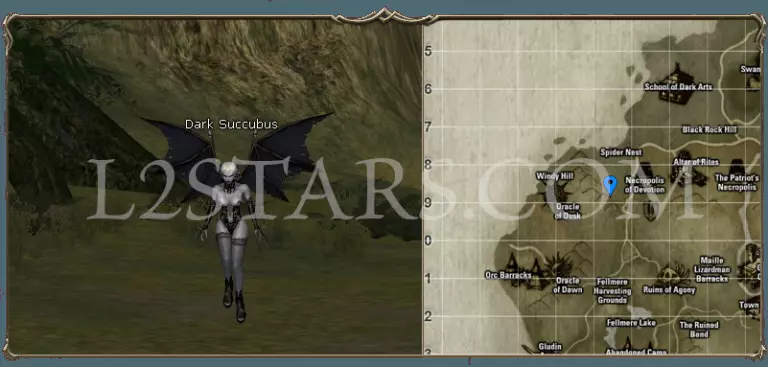 Dark Succubus
L2STARS.COM
5
6
7
8
9
0
1
2
3
School of Dark Arts
Swan
Black Rock Hill
Spider Nest
Altar of Rites
Windy Hill
Necropolis
of Devotion
The Patriot's
Necropolis
Oracle
of Dusk
Orc Barracks
Oracle
of Dawn
Fellmere
Harvesting
Grounds
Ruins of Agony
Maille
Lizardman
Barracks
Town
Fellmere Lake
The Ruined
Bend
Gludin
Abandoned Camp